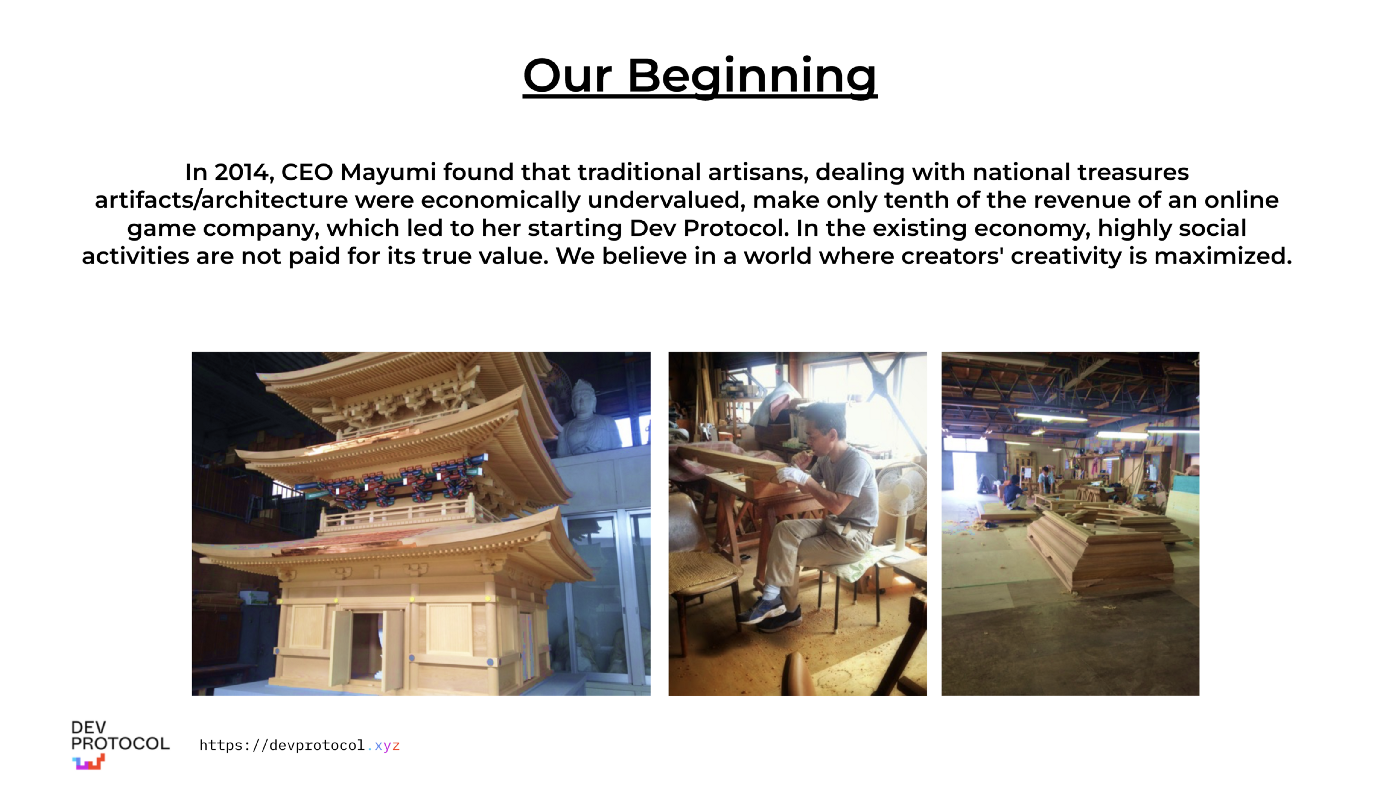 Our Beginning
In 2014, CEO Mayumi found that traditional artisans, dealing with national treasures
artifacts/architecture were economically undervalued, make only tenth of the revenue of an online
game company, which led to her starting Dev Protocol. In the existing economy, highly social
activities are not paid for its true value. We believe in a world where creators' creativity is maximized.
DEV
PROTOCOL
https://devprotocol.xyz